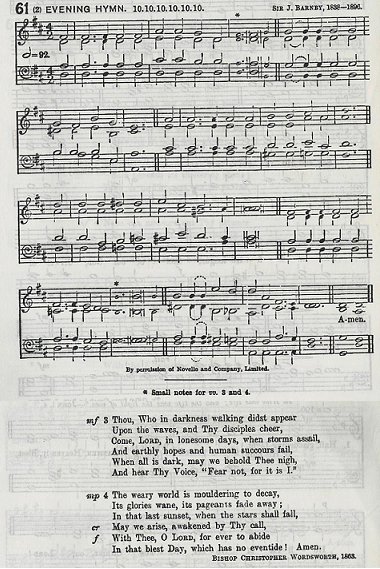 61 (2) EVENING HYMN. 10.10.10.10.10.10. SIR J. BARNBY, 1838—1896.
*
=92.
*
A-men.
By permission of Novello and Company, Limited.
* Small notes for vv. 3 and 4.
mf 3 Thou, Who in darkness walking didst appear
Upon the waves, and Thy disciples cheer,
Come, LORD, in lonesome days, when storms assail,
And earthly hopes and human succours fail,
When all is dark, may we behold Thee nigh,
And hear Thy Voice, "Fear not, for it is I."
mp 4 The weary world is mouldering to decay,
Its glories wane, its pageants fade away;
In that last sunset, when the stars shall fall,
cr May we arise, awakened by Thy call,
f With Thee, O LORD, for ever to abide
In that blest Day, which has no eventide! Amen.
BISHOP CHRISTOPHER WORDSWORTH, 1863.